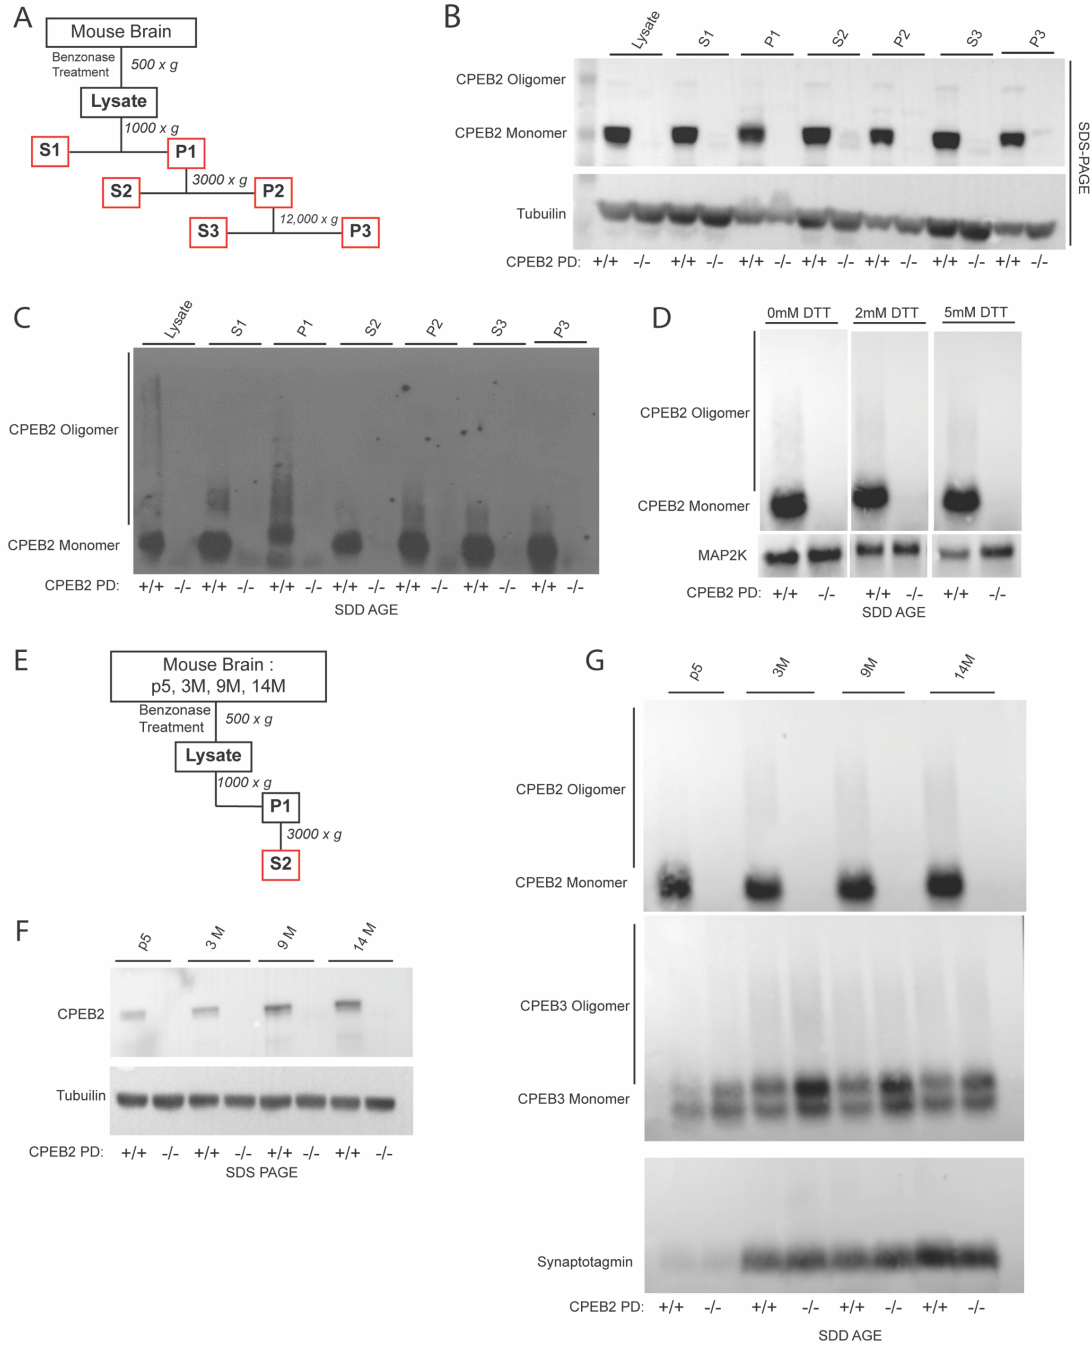 A
Mouse Brain
Benzonase
Treatment
500 x g
Lysate
1000 x g
S1
P1
3000 x g
S2
P2
12,000 x g
S3
P3
B
Lysate
S1
P1
S2
P2
S3
P3
CPEB2 Oligomer
CPEB2 Monomer
Tubuilin
SDS-PAGE
CPEB2 PD: +/+ -/- +/+ -/- +/+ -/- +/+ -/- +/+ -/- +/+ -/- +/+ -/-
C
Lysate
S1
P1
S2
P2
S3
P3
CPEB2 Oligomer
CPEB2 Monomer
CPEB2 PD: +/+ -/- +/+ -/- +/+ -/- +/+ -/- +/+ -/- +/+ -/- +/+ -/-
SDD AGE
D
0mM DTT 2mM DTT 5mM DTT
CPEB2 Oligomer
CPEB2 Monomer
MAP2K
CPEB2 PD: +/+ -/- +/+ -/- +/+ -/-
SDD AGE
E
Mouse Brain :
p5, 3M, 9M, 14M
Benzonase
Treatment
500 x g
Lysate
1000 x g
P1
3000 x g
S2
F
p5
3 M
9 M
14 M
CPEB2
Tubuilin
CPEB2 PD: +/+ -/- +/+ -/- +/+ -/- +/+ -/-
SDS PAGE
G
p5
3M
9M
14M
CPEB2 Oligomer
CPEB2 Monomer
CPEB3 Oligomer
CPEB3 Monomer
Synaptotagmin
CPEB2 PD: +/+ -/- +/+ -/- +/+ -/- +/+ -/-
SDD AGE